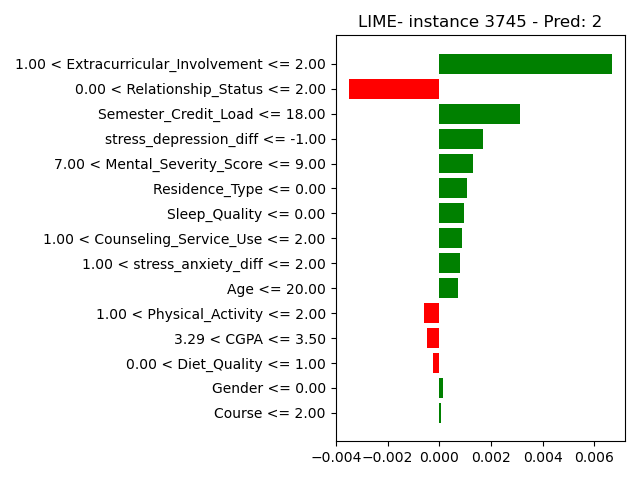 LIME- instance 3745 - Pred: 2
1.00 < Extracurricular_Involvement <= 2.00
0.00 < Relationship_Status <= 2.00
Semester_Credit_Load <= 18.00
stress_depression_diff <= -1.00
7.00 < Mental_Severity_Score <= 9.00
Residence_Type <= 0.00
Sleep_Quality <= 0.00
1.00 < Counseling_Service_Use <= 2.00
1.00 < stress_anxiety_diff <= 2.00
Age <= 20.00
1.00 < Physical_Activity <= 2.00
3.29 < CGPA <= 3.50
0.00 < Diet_Quality <= 1.00
Gender <= 0.00
Course <= 2.00
−0.004 −0.002 0.000 0.002 0.004 0.006